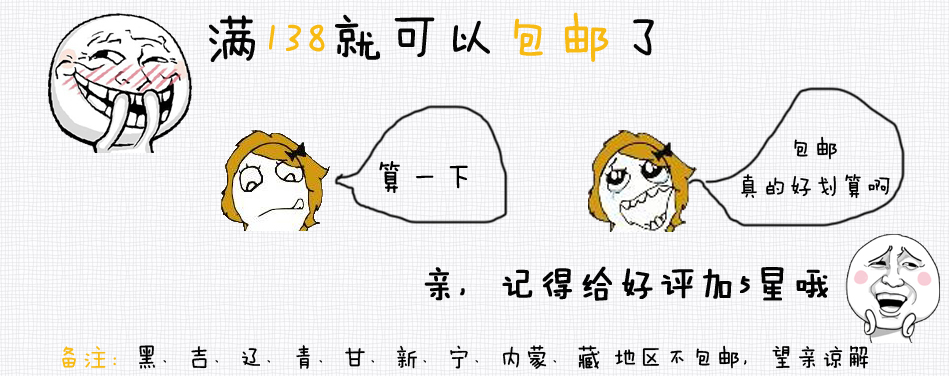 满138就可以包邮了
算一下
包邮
真的好划算啊
亲,记得给好评加5星哦
备注:黑、吉、辽、青、甘、新、宁、内蒙、藏地区不包邮,望亲谅解